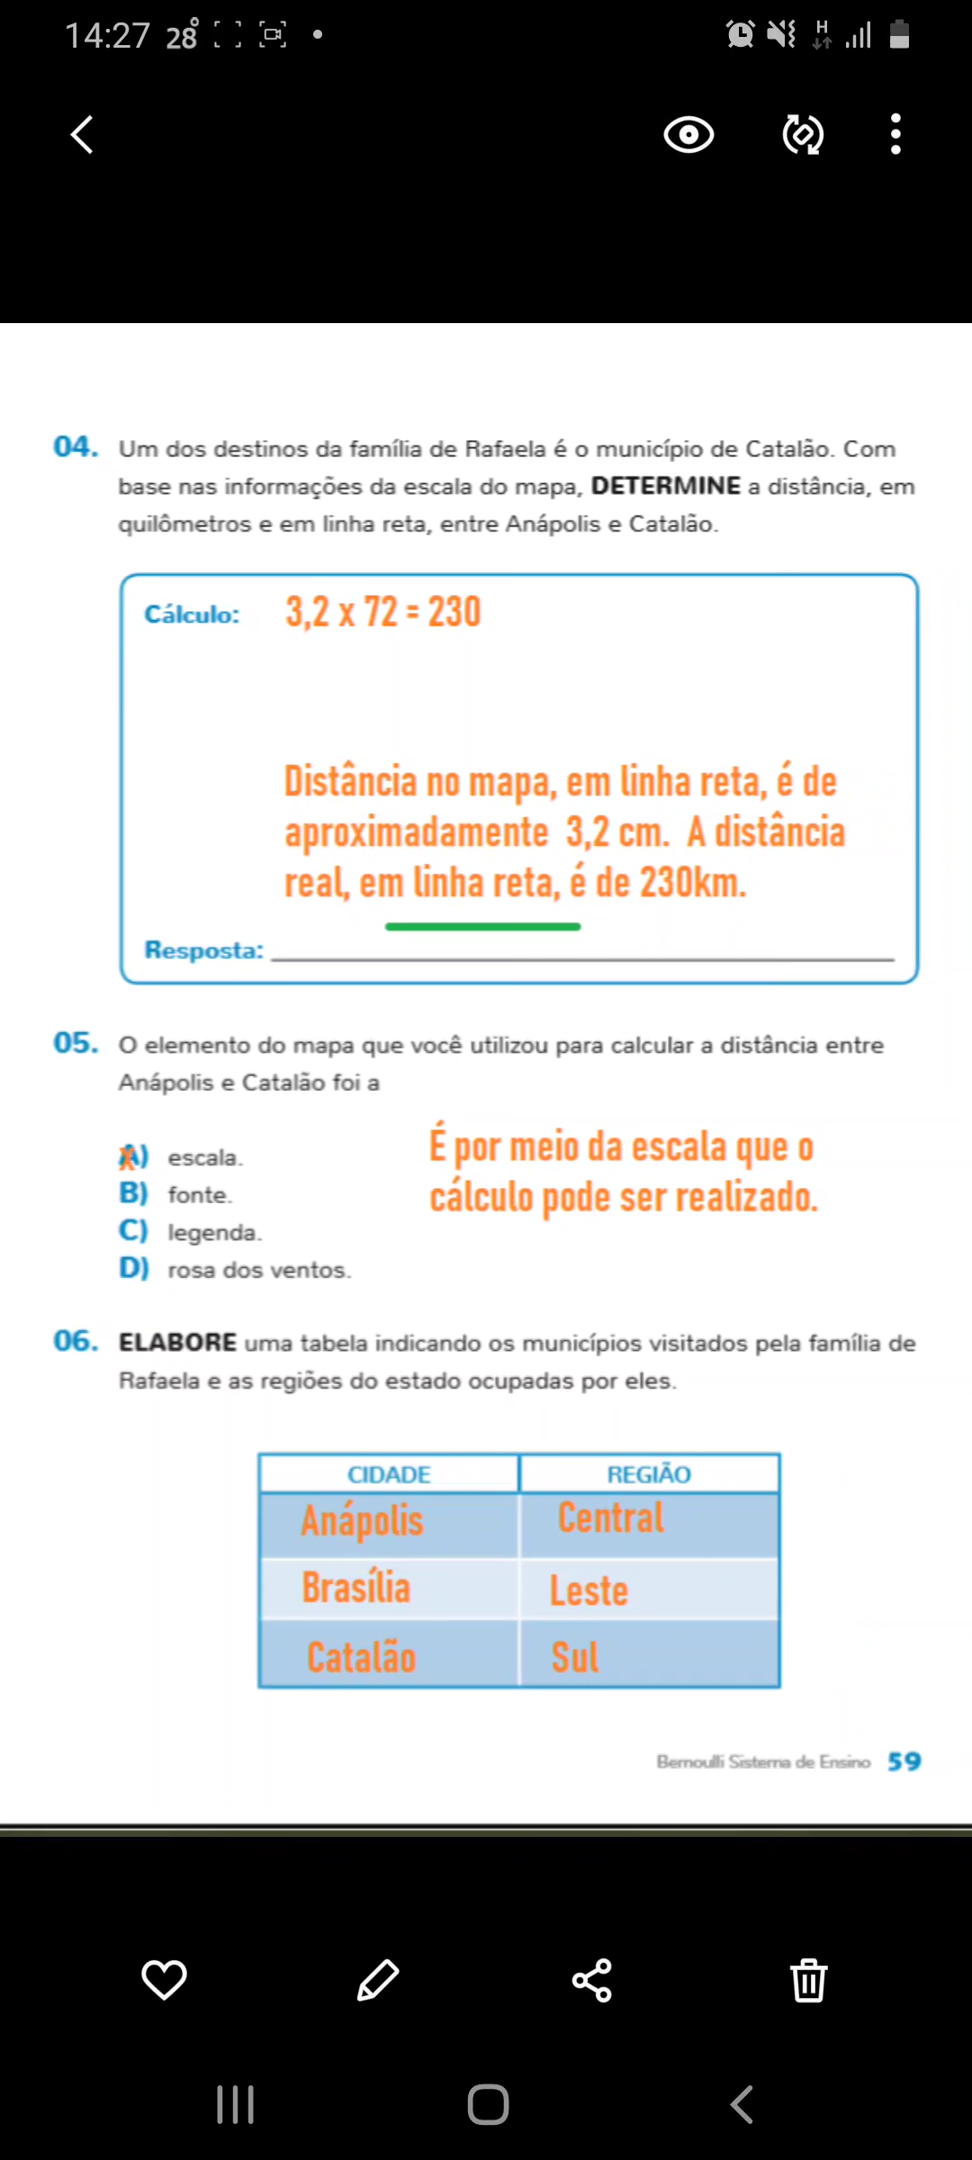 14:27 28°
04. Um dos destinos da família de Rafaela é o município de Catalão. Com
base nas informações da escala do mapa, DETERMINE a distância, em
quilômetros e em linha reta, entre Anápolis e Catalão.
Cálculo: 3,2 x 72 = 230
Distância no mapa, em linha reta, é de
aproximadamente 3,2 cm. A distância
real, em linha reta, é de 230km.
Resposta:
05. O elemento do mapa que você utilizou para calcular a distância entre
Anápolis e Catalão foi a
A) escala.
B) fonte.
C) legenda.
D) rosa dos ventos.
É por meio da escala que o
cálculo pode ser realizado.
06. ELABORE uma tabela indicando os municípios visitados pela família de
Rafaela e as regiões do estado ocupadas por eles.
CIDADE REGIÃO
Anápolis Central
Brasília Leste
Catalão Sul
Bernoulli Sistema de Ensino 59